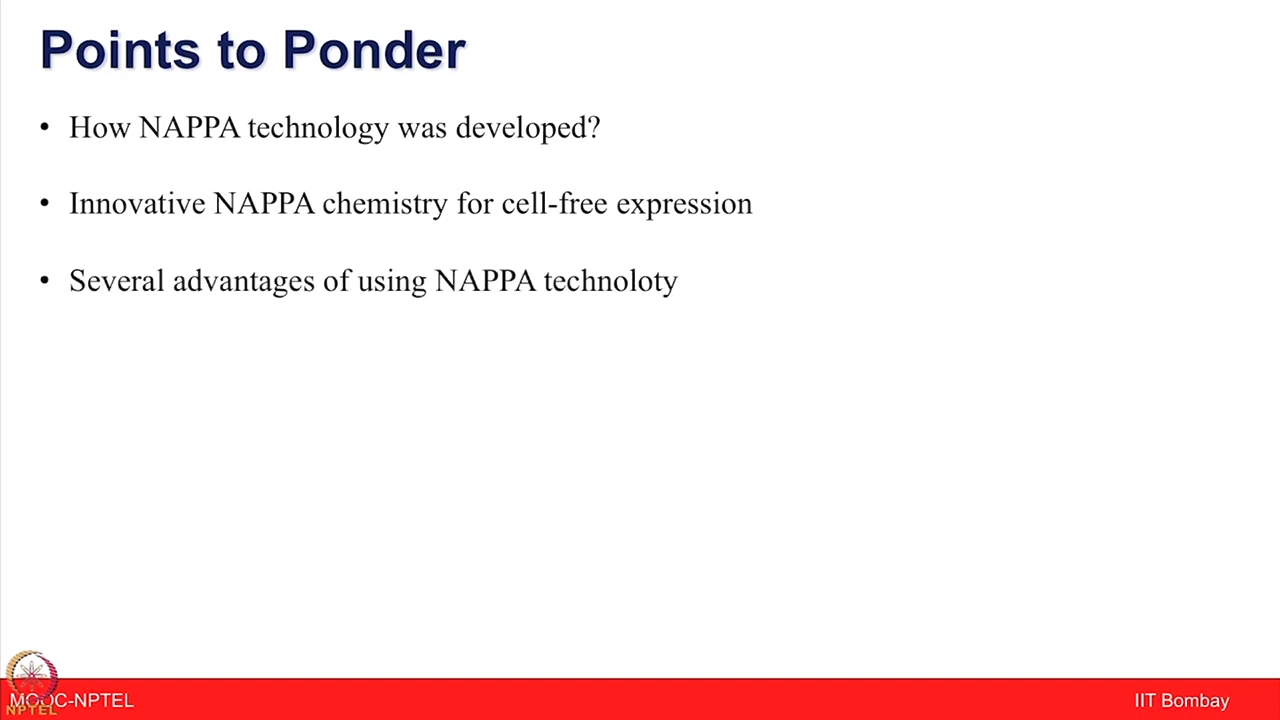 Points to Ponder
• How NAPPA technology was developed?
• Innovative NAPPA chemistry for cell-free expression
• Several advantages of using NAPPA technoloty
MOOC-NPTEL
NPTEL
IIT Bombay